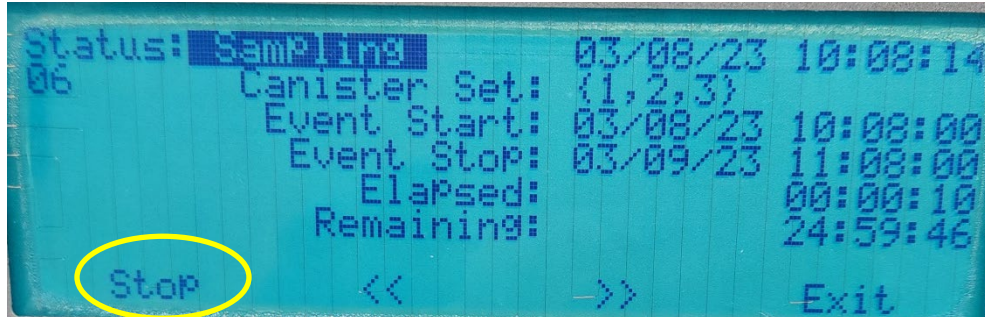 Status: Sampling 03/08/23 10:08:14
06 Canister Set: (1,2,3)
Event Start: 03/08/23 10:08:00
Event Stop: 03/09/23 11:08:00
Elapsed: 00:00:10
Remaining: 24:59:46
Stop << >> Exit